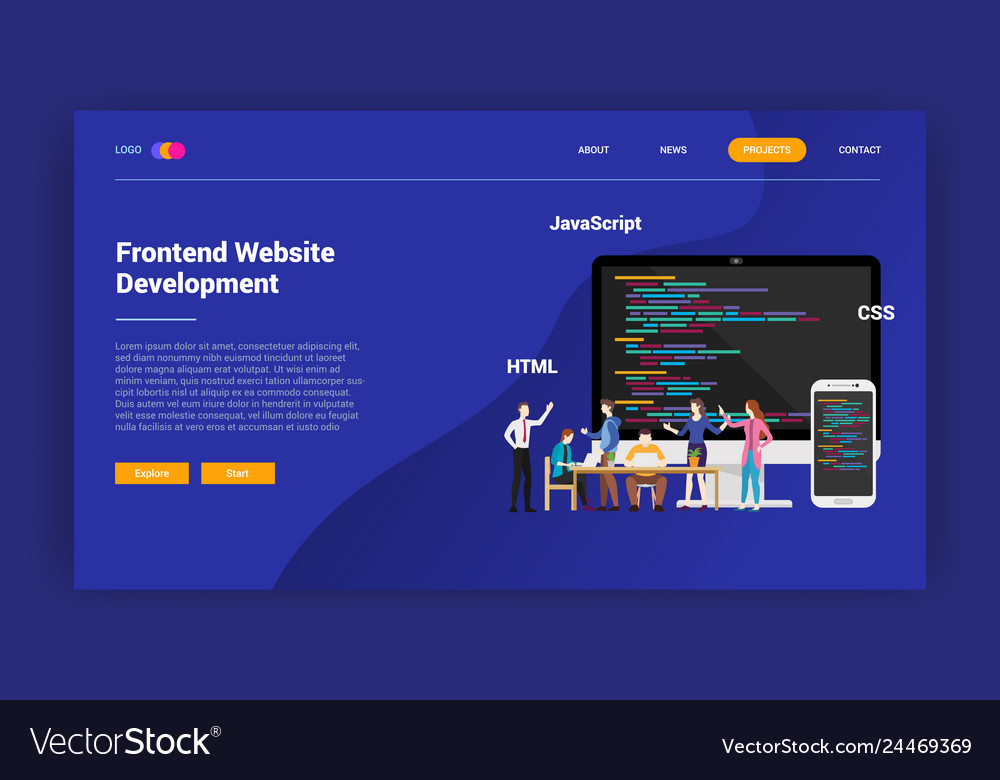 LOGO
ABOUT
NEWS
PROJECTS
CONTACT
JavaScript
Frontend Website
Development
CSS
HTML
Lorem ipsum dolor sit amet, consectetuer adipiscing elit,
sed diam nonummy nibh euismod tincidunt ut laoreet
dolore magna aliquam erat volutpat. Ut wisi enim ad
minim veniam, quis nostrud exerci tation ullamcorper sus-
cipit lobortis nisl ut aliquip ex ea commodo consequat.
Duis autem vel eum iriure dolor in hendrerit in vulputate
velit esse molestie consequat, vel illum dolore eu feugiat
nulla facilisis at vero eros et accumsan et iusto odio
Explore
Start
VectorStock®
VectorStock.com/24469369